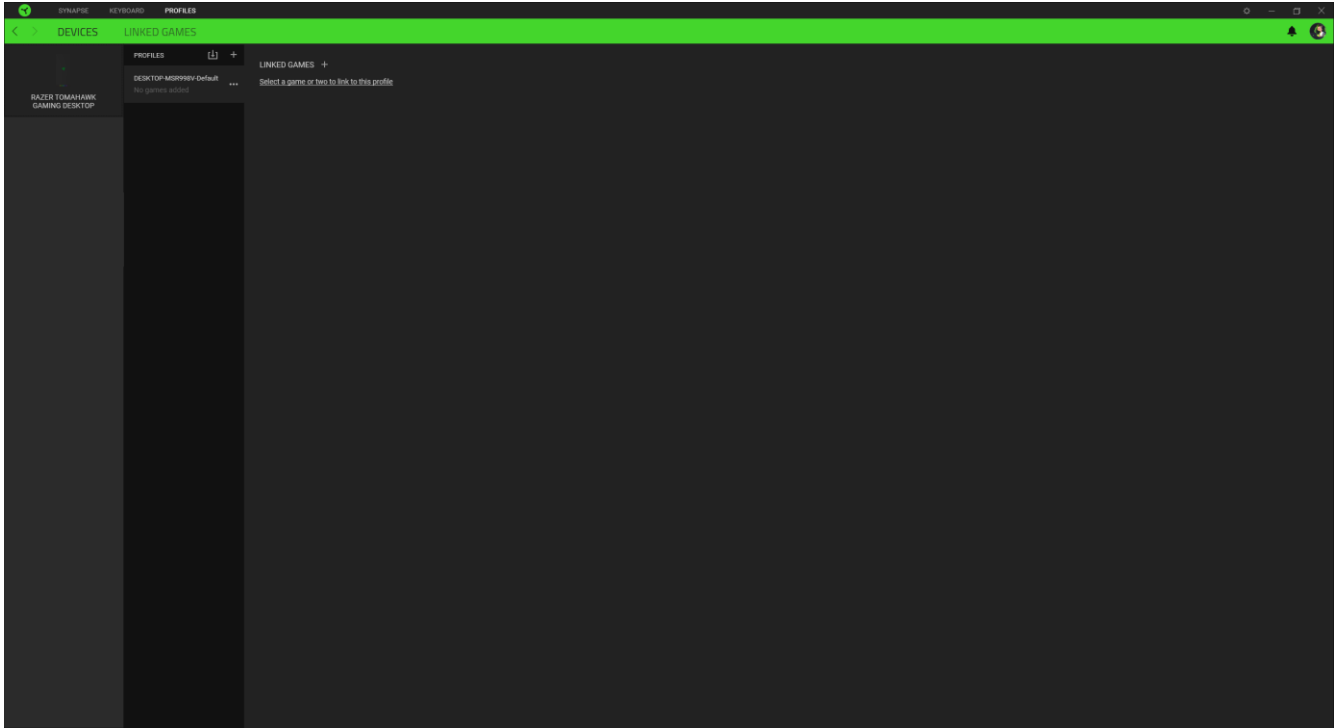 SYNAPSE KEYBOARD PROFILES
DEVICES LINKED GAMES
RAZER TOMAHAWK
GAMING DESKTOP
PROFILES
DESKTOP-MSR998V-Default
No games added
LINKED GAMES +
Select a game or two to link to this profile